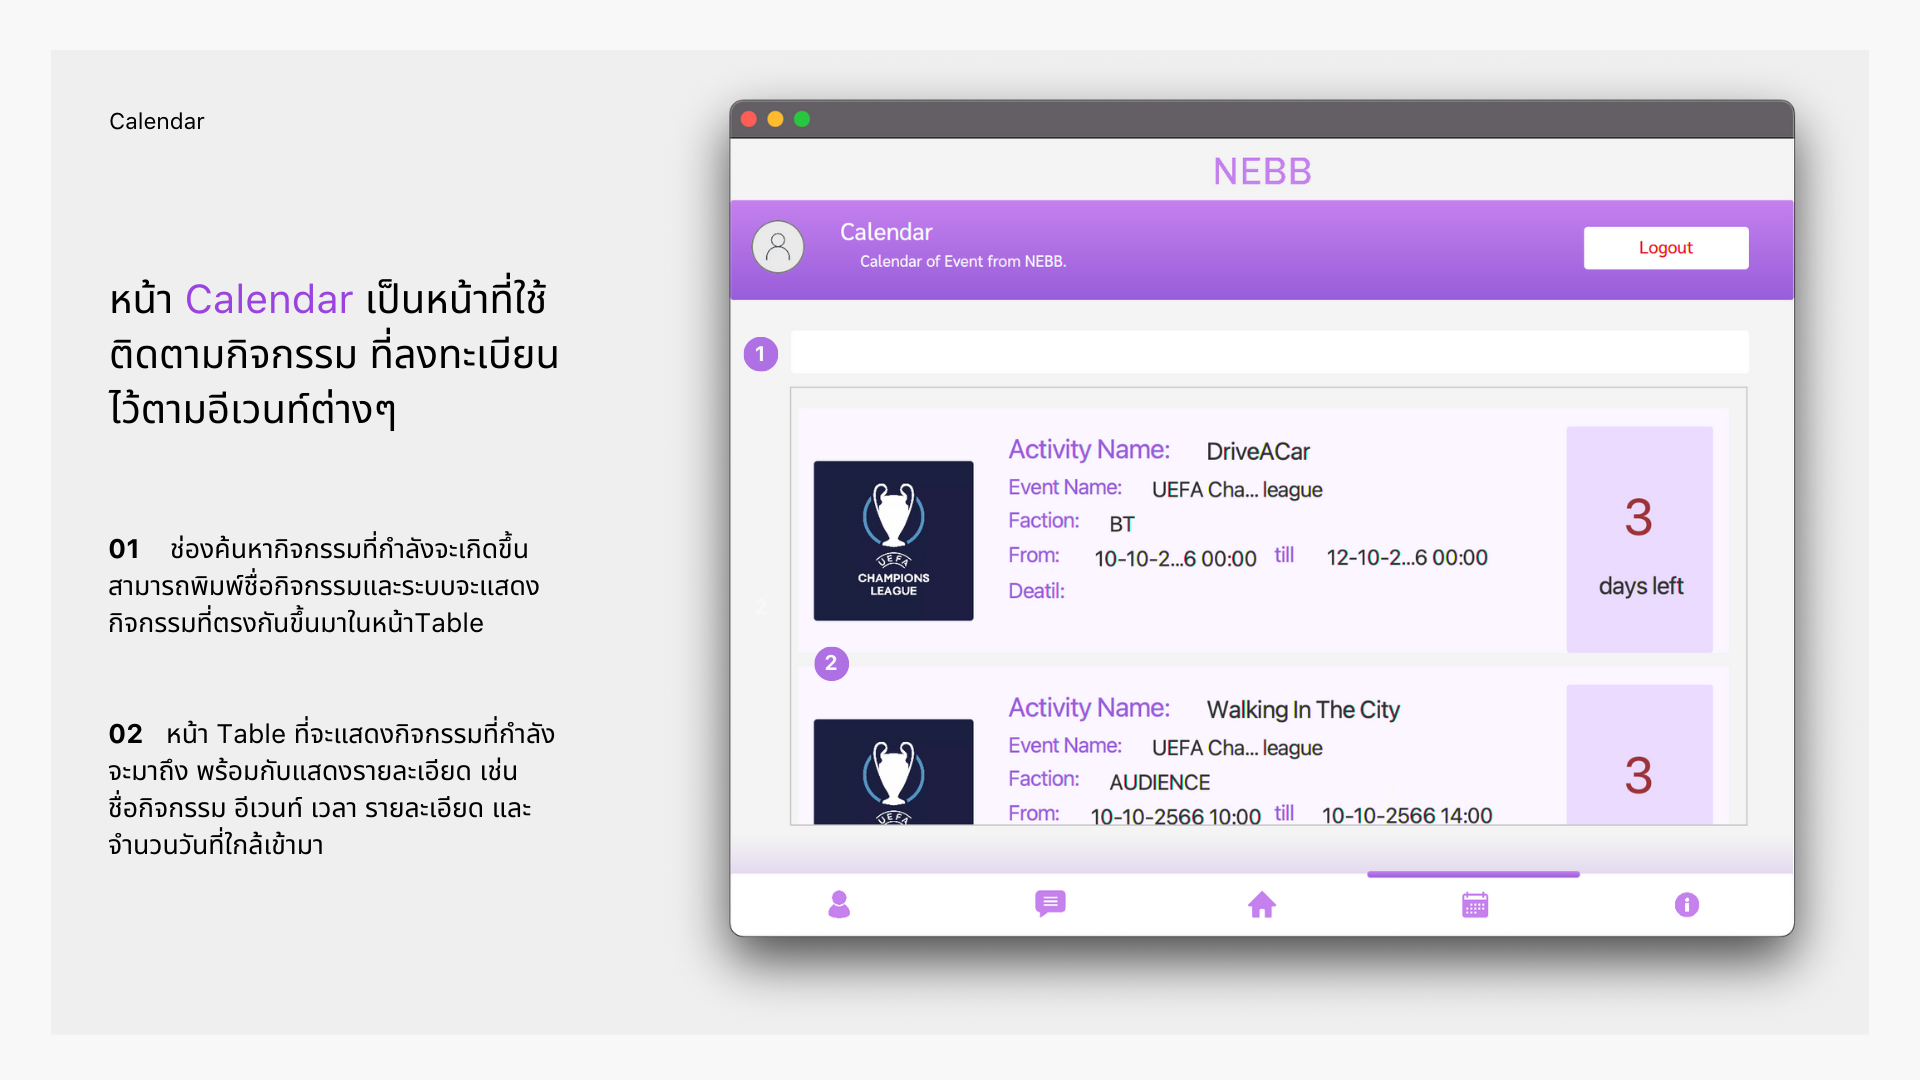 Calendar
หน้า Calendar เป็นหน้าที่ใช้
ติดตามกิจกรรม ที่ลงทะเบียน
ไว้ตามอีเวนท์ต่างๆ
01 ช่องค้นหากิจกรรมที่กำลังจะเกิดขึ้น
สามารถพิมพ์ชื่อกิจกรรมและระบบจะแสดง
กิจกรรมที่ตรงกันขึ้นมาในหน้าTable
02 หน้า Table ที่จะแสดงกิจกรรมที่กำลัง
จะมาถึง พร้อมกับแสดงรายละเอียด เช่น
ชื่อกิจกรรม อีเวนท์ เวลา รายละเอียด และ
จำนวนวันที่ใกล้เข้ามา
NEBB
Calendar
Calendar of Event from NEBB.
Logout
1
UEFA
CHAMPIONS
LEAGUE
Activity Name: DriveACar
Event Name: UEFA Cha... league
Faction: BT
From: 10-10-2...6 00:00 till 12-10-2...6 00:00
Deatil:
3
days left
2
2
UEFA
Activity Name: Walking In The City
Event Name: UEFA Cha... league
Faction: AUDIENCE
From: 10-10-2566 10:00 till 10-10-2566 14:00
3